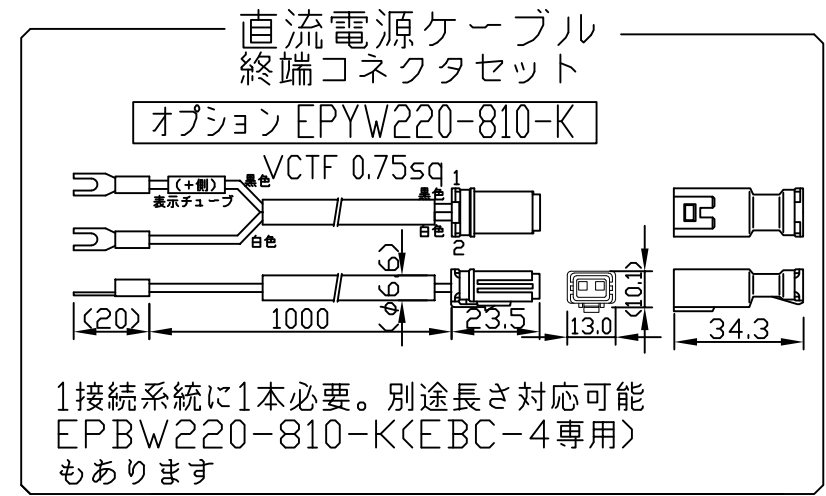 直流電源ケーブル
終端コネクタセット
オプション EPYW220-810-K
VCTF 0.75sq
(+側)
表示チューブ
黒色
白色
黒色
1
白色
2
(φ6.6)
(20)
1000
23.5
13.0
(10.1)
34.3
1接続系統に1本必要。別途長さ対応可能
EPBW220-810-K(EBC-4専用)
もあります